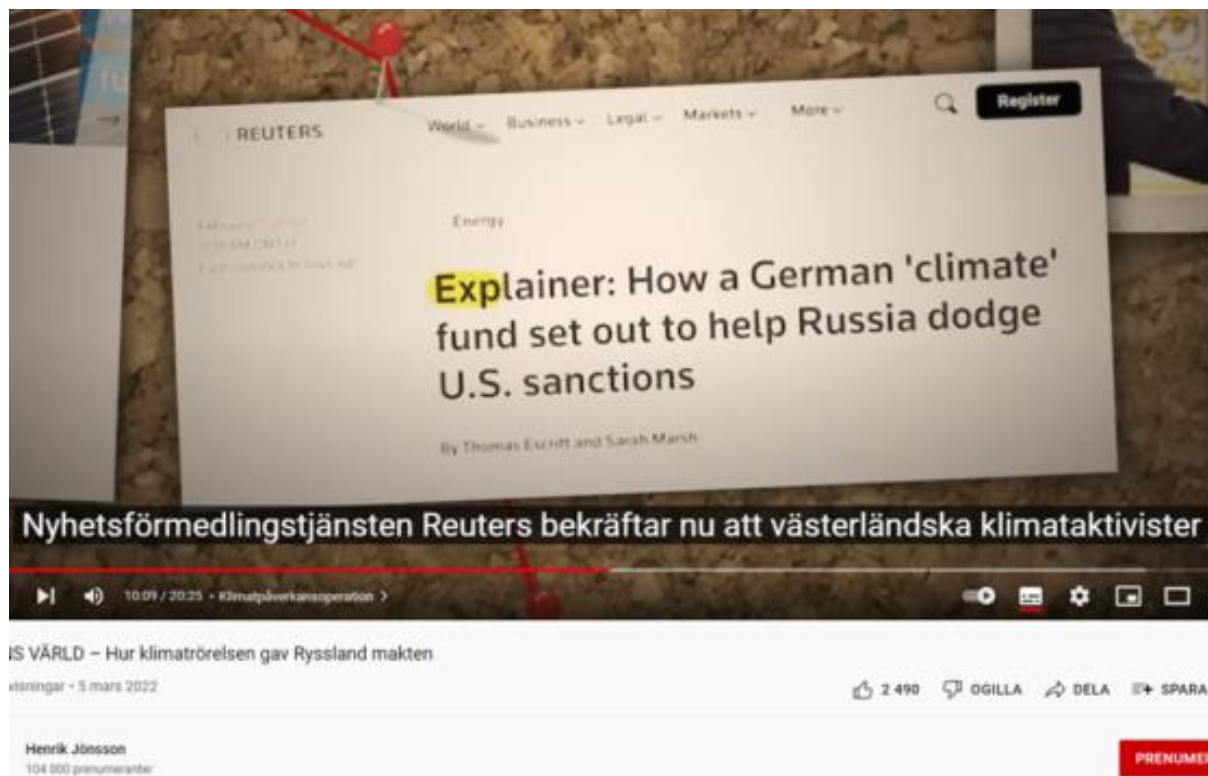 fu
REUTERS
World Business Legal Markets More
Register
Energy
Explainer: How a German 'climate'
fund set out to help Russia dodge
U.S. sanctions
By Thomas Escritt and Sarah Marsh
Nyhetsförmedlingstjänsten Reuters bekräftar nu att västerländska klimataktivister
10:09 / 20:25 • Klimatpåverkansoperation >
S VÄRLD – Hur klimatrörelsen gav Ryssland makten
visningar • 5 mars 2022
2 490 OGILLA DELA SPARA
Henrik Jönsson
104 000 prenumeranter
PRENUME